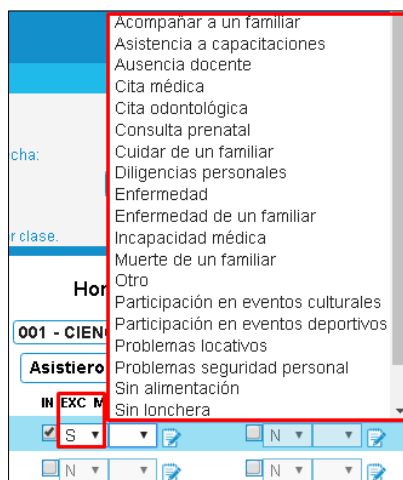 Acompañar a un familiar
Asistencia a capacitaciones
Ausencia docente
Cita médica
Cita odontológica
Consulta prenatal
cha:
Cuidar de un familiar
Diligencias personales
Enfermedad
Enfermedad de un familiar
r clase.
Incapacidad médica
Muerte de un familiar
Otro
Hor
Participación en eventos culturales
001 - CIEN
Participación en eventos deportivos
Problemas locativos
Asistiero
Problemas seguridad personal
Sin alimentación
IN EXC M
Sin lonchera
S N
N N